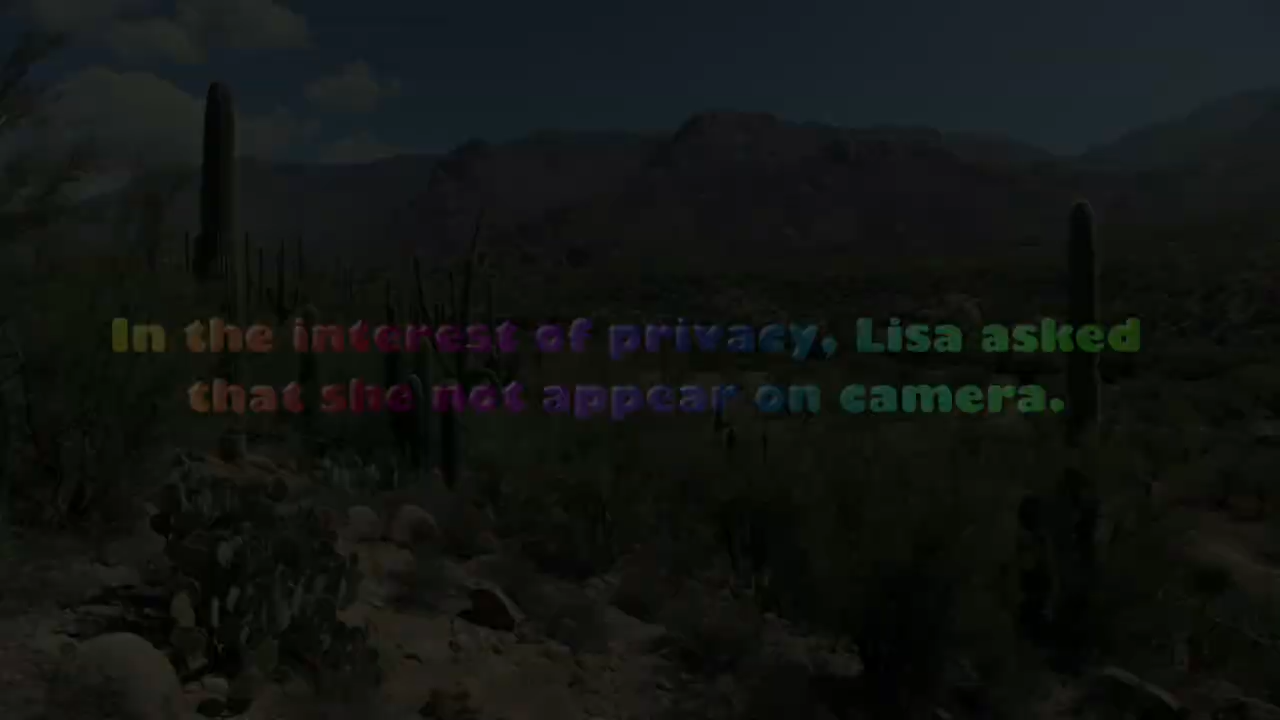 In the interest of privacy, Lisa asked
that she not appear on camera.